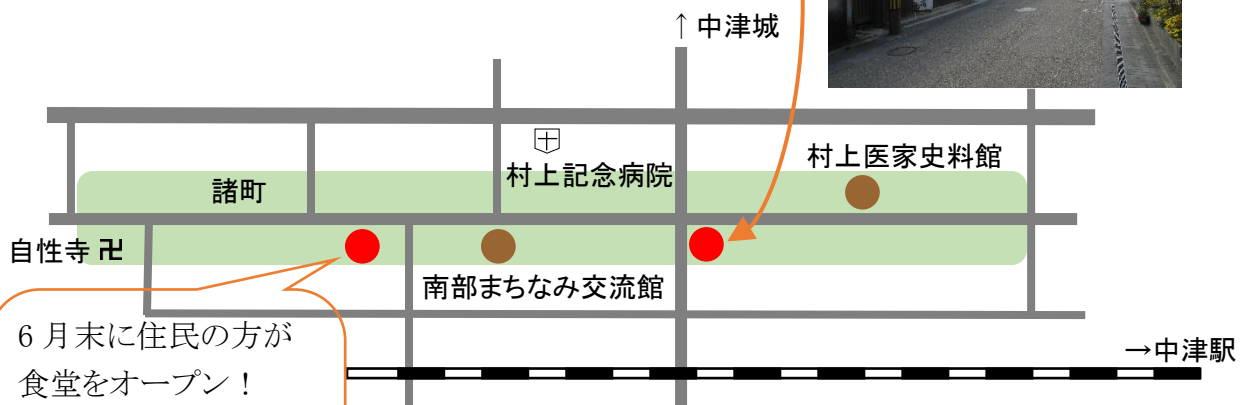 ↑中津城
村上医家史料館
村上記念病院
諸町
自性寺卍
南部まちなみ交流館
6月末に住民の方が
食堂をオープン！
→中津駅